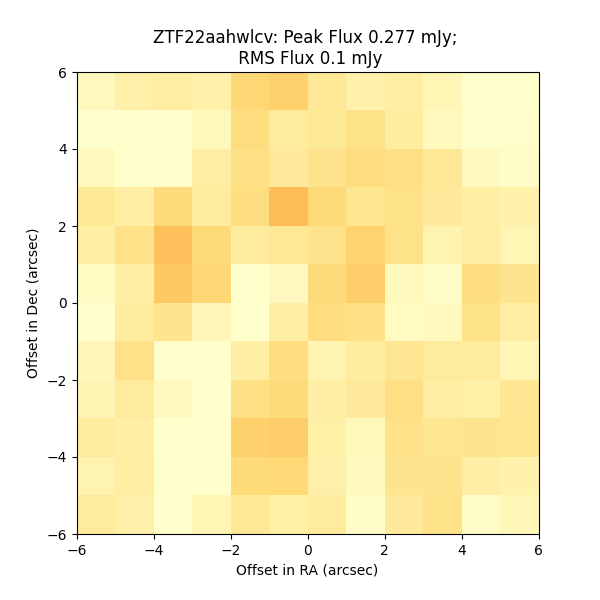 ZTF22aahwlcv: Peak Flux 0.277 mJy;
RMS Flux 0.1 mJy
6
4
2
0
−2
−4
−6
Offset in Dec (arcsec)
−6 −4 −2 0 2 4 6
Offset in RA (arcsec)